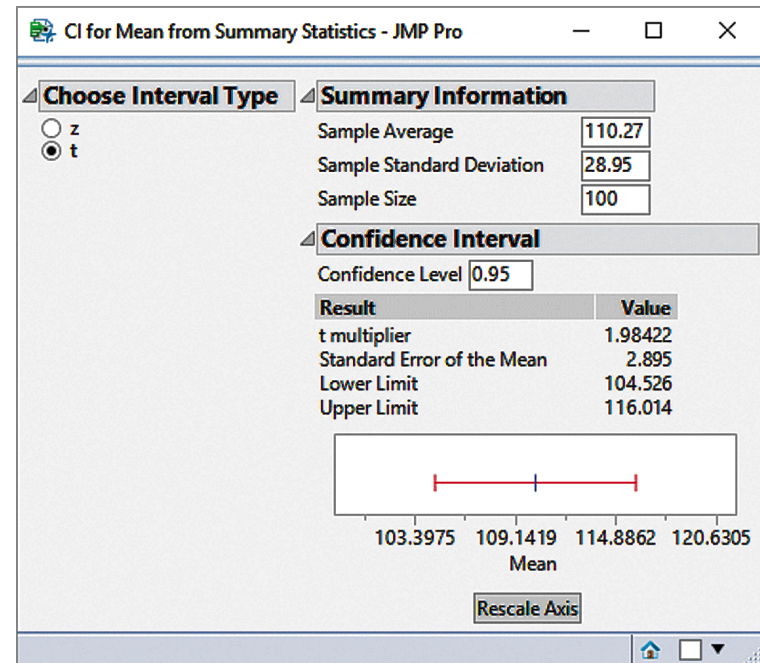 CI for Mean from Summary Statistics - JMP Pro
Choose Interval Type
z
t
Summary Information
Sample Average 110.27
Sample Standard Deviation 28.95
Sample Size 100
Confidence Interval
Confidence Level 0.95
Result Value
t multiplier 1.98422
Standard Error of the Mean 2.895
Lower Limit 104.526
Upper Limit 116.014
103.3975 109.1419 114.8862 120.6305
Mean
Rescale Axis